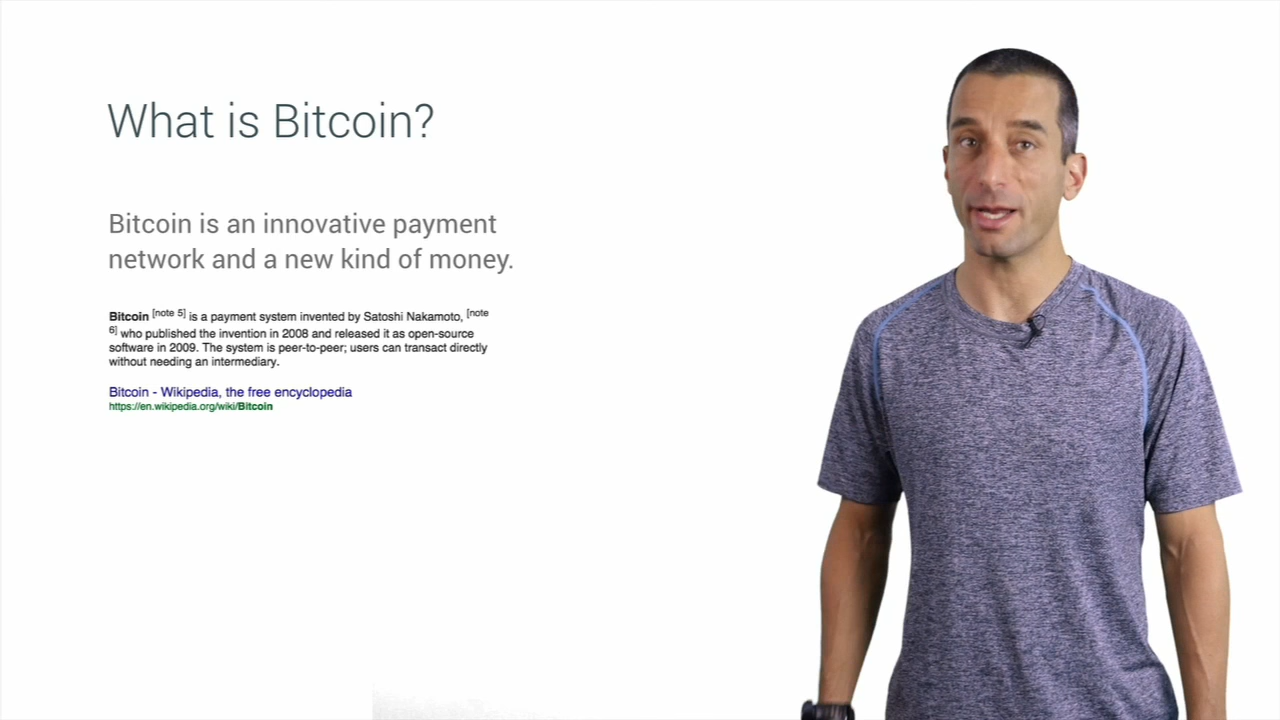 What is Bitcoin?
Bitcoin is an innovative payment
network and a new kind of money.
Bitcoin [note 5] is a payment system invented by Satoshi Nakamoto, [note
6] who published the invention in 2008 and released it as open-source
software in 2009. The system is peer-to-peer; users can transact directly
without needing an intermediary.
Bitcoin - Wikipedia, the free encyclopedia
https://en.wikipedia.org/wiki/Bitcoin